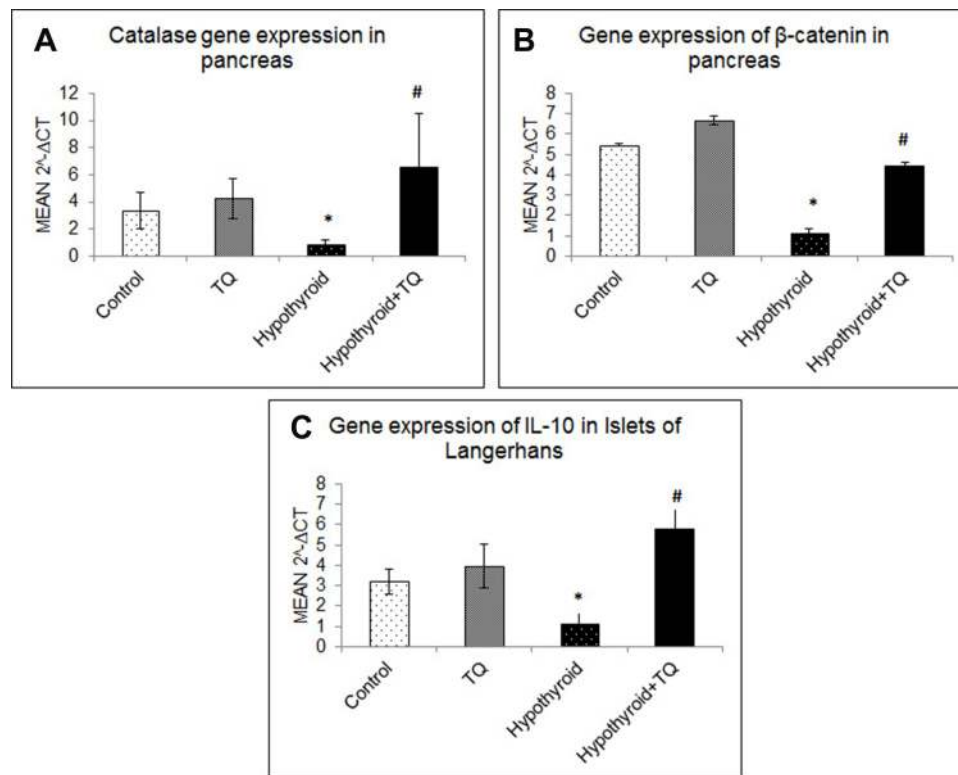 A
Catalase gene expression in
pancreas
MEAN 2^-ΔCT
12
10
8
6
4
2
0
#
*
Control
TQ
Hypothyroid
Hypothyroid+TQ
B
Gene expression of β-catenin in
pancreas
MEAN 2^-ΔCT
8
7
6
5
4
3
2
1
0
#
*
Control
TQ
Hypothyroid
Hypothyroid+TQ
C
Gene expression of IL-10 in Islets of
Langerhans
MEAN 2^-ΔCT
8
7
6
5
4
3
2
1
0
#
*
Control
TQ
Hypothyroid
Hypothyroid+TQ